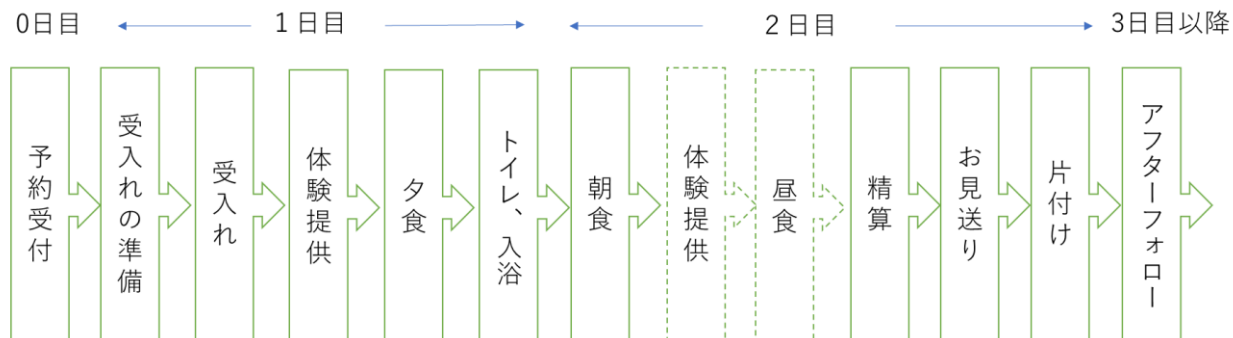 0日目
1日目
2日目
3日目以降
予約受付
受入れの準備
受入れ
体験提供
夕食
トイレ、入浴
朝食
体験提供
昼食
精算
お見送り
片付け
アフターフォロー